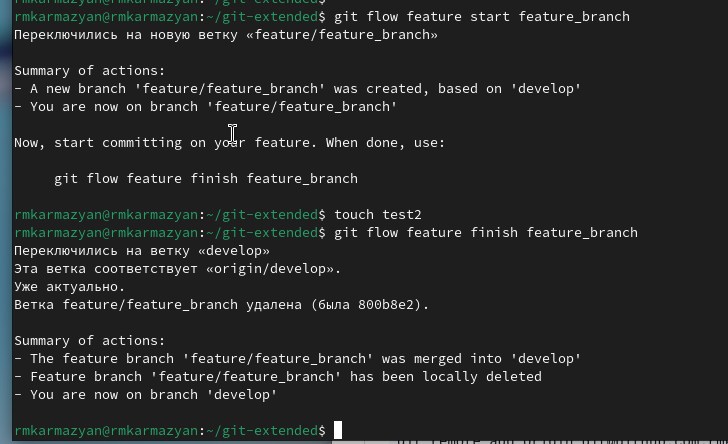 rmkarmazyan@rmkarmazyan:~/git-extended$ git flow feature start feature_branch
Переключились на новую ветку «feature/feature_branch»
Summary of actions:
- A new branch 'feature/feature_branch' was created, based on 'develop'
- You are now on branch 'feature/feature_branch'
Now, start committing on your feature. When done, use:
git flow feature finish feature_branch
rmkarmazyan@rmkarmazyan:~/git-extended$ touch test2
rmkarmazyan@rmkarmazyan:~/git-extended$ git flow feature finish feature_branch
Переключились на ветку «develop»
Эта ветка соответствует «origin/develop».
Уже актуально.
Ветка feature/feature_branch удалена (была 800b8e2).
Summary of actions:
- The feature branch 'feature/feature_branch' was merged into 'develop'
- Feature branch 'feature/feature_branch' has been locally deleted
- You are now on branch 'develop'
rmkarmazyan@rmkarmazyan:~/git-extended$